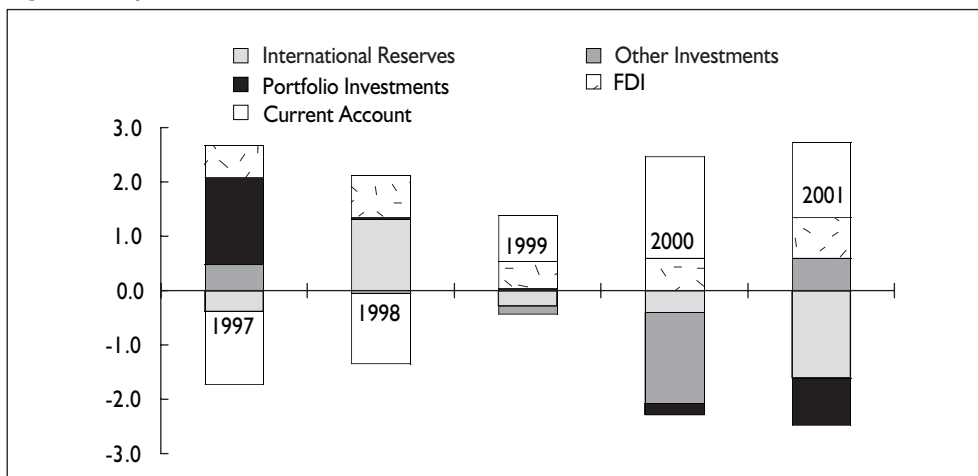 International Reserves
Other Investments
Portfolio Investments
FDI
Current Account
3.0
2.0
1.0
0.0
-1.0
-2.0
-3.0
1997
1998
1999
2000
2001